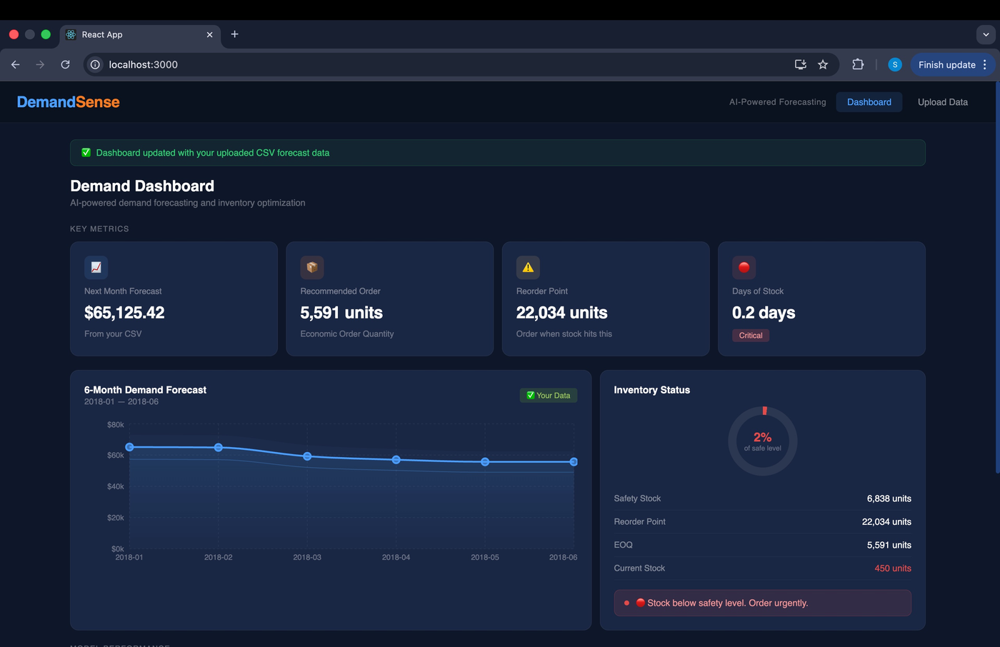 React App
localhost:3000
S
Finish update
DemandSense
AI-Powered Forecasting
Dashboard
Upload Data
✅ Dashboard updated with your uploaded CSV forecast data
Demand Dashboard
AI-powered demand forecasting and inventory optimization
KEY METRICS
Next Month Forecast
$65,125.42
From your CSV
Recommended Order
5,591 units
Economic Order Quantity
Reorder Point
22,034 units
Order when stock hits this
Days of Stock
0.2 days
Critical
6-Month Demand Forecast
2018-01 — 2018-06
✅ Your Data
$80k
$60k
$40k
$20k
$0k
2018-01
2018-02
2018-03
2018-04
2018-05
2018-06
Inventory Status
2%
of safe level
Safety Stock
6,838 units
Reorder Point
22,034 units
EOQ
5,591 units
Current Stock
450 units
🔴 Stock below safety level. Order urgently.